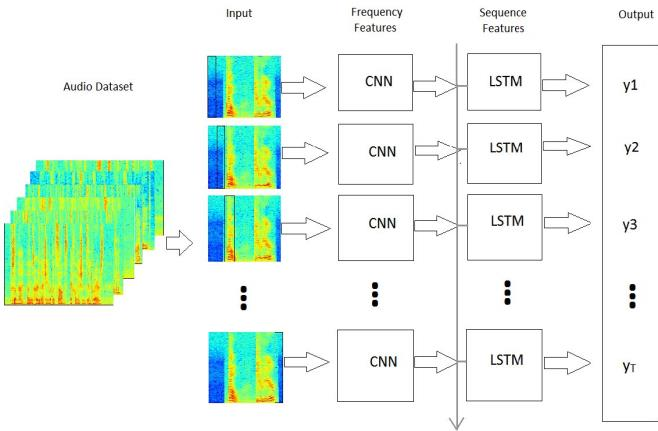 Input
Frequency
Features
Sequence
Features
Output
Audio Dataset
CNN
LSTM
y1
CNN
LSTM
y2
CNN
LSTM
y3
CNN
LSTM
yT